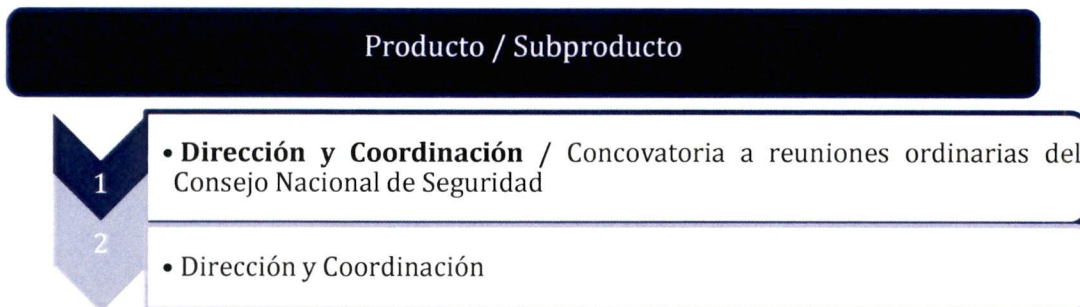 Producto / Subproducto
1
• Dirección y Coordinación / Concovatoria a reuniones ordinarias del
Consejo Nacional de Seguridad
2
• Dirección y Coordinación